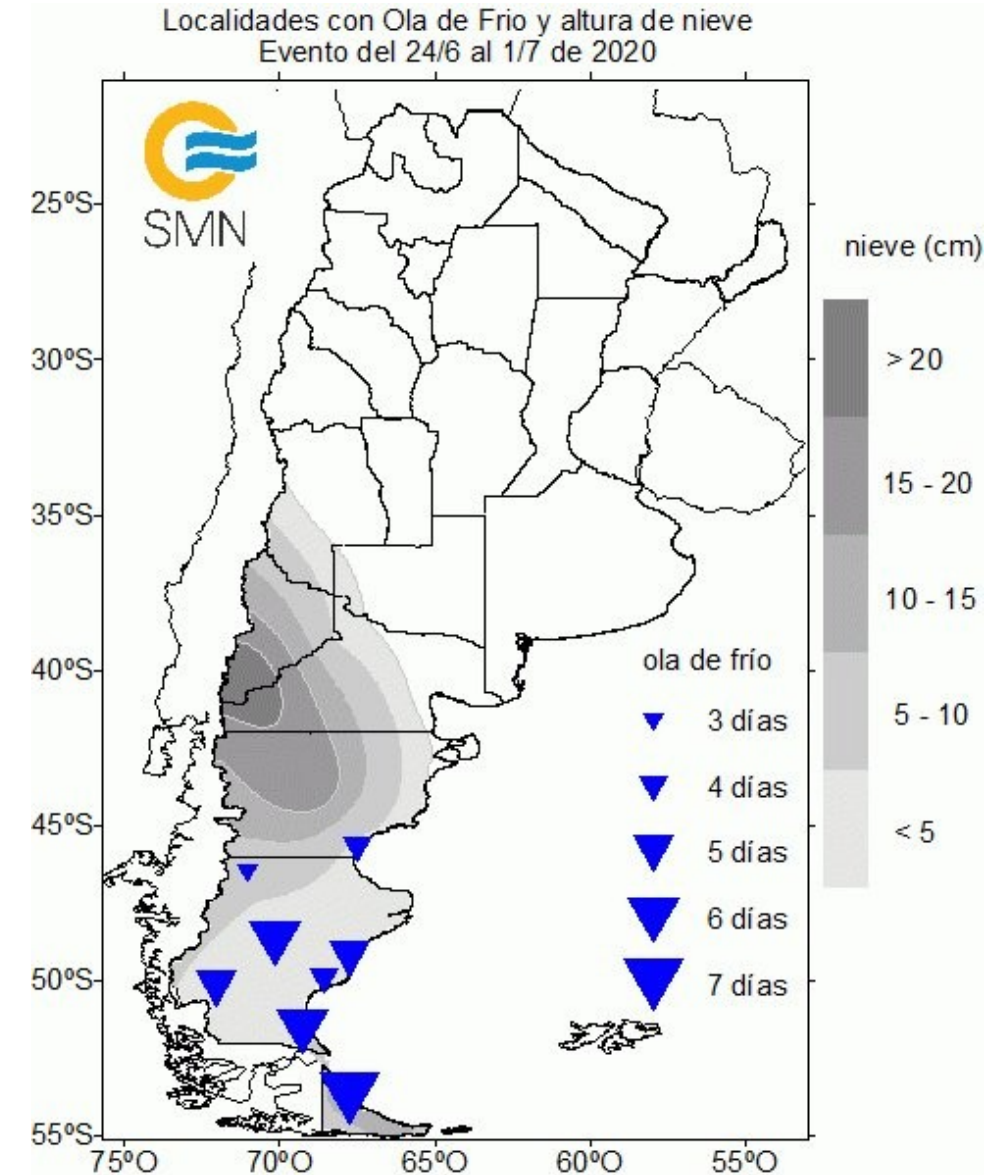 Localidades con Ola de Frio y altura de nieve
Evento del 24/6 al 1/7 de 2020
SMN
25ºS
30ºS
35ºS
40ºS
45ºS
50ºS
55ºS
75ºO
70ºO
65ºO
60ºO
55ºO
ola de frío
3 días
4 días
5 días
6 días
7 días
nieve (cm)
> 20
15 - 20
10 - 15
5 - 10
< 5